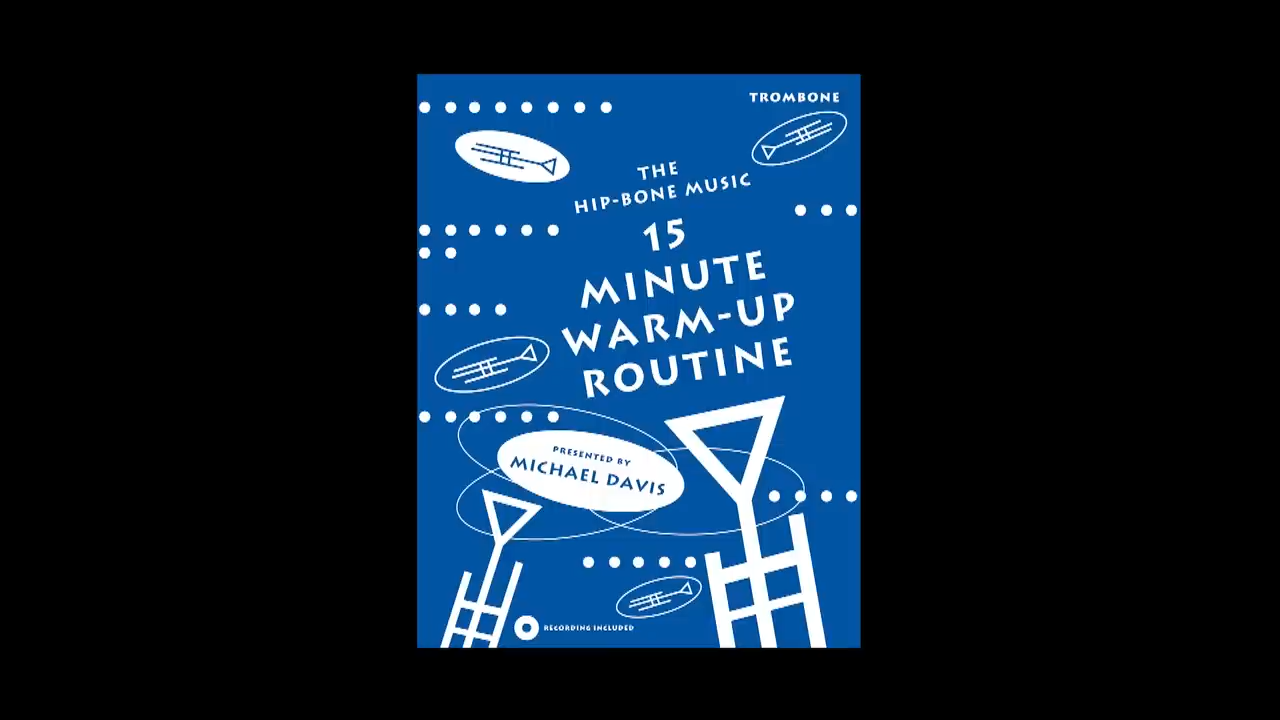 TROMBONE
THE
HIP-BONE MUSIC
15
MINUTE
WARM-UP
ROUTINE
PRESENTED BY
MICHAEL DAVIS
RECORDING INCLUDED